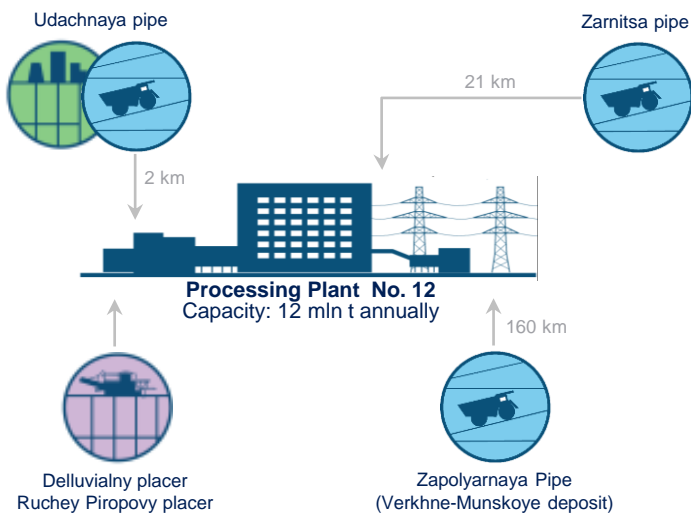 Udachnaya pipe
Zarnitsa pipe
21 km
2 km
Processing Plant No. 12
Capacity: 12 mln t annually
160 km
Delluvialny placer
Ruchey Piropovy placer
Zapolyarnaya Pipe
(Verkhne-Munskoye deposit)